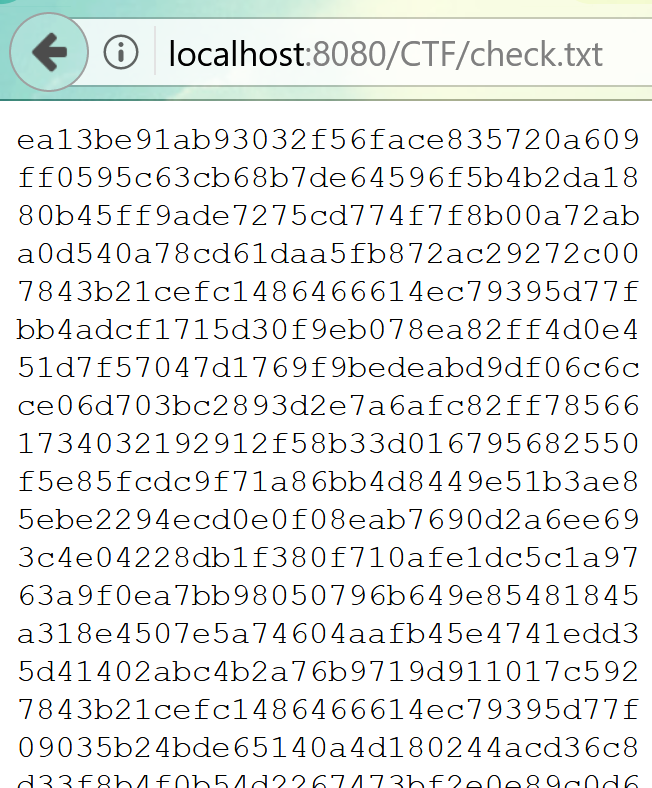 localhost:8080/CTF/check.txt
ea13be91ab93032f56face835720a609
ff0595c63cb68b7de64596f5b4b2da18
80b45ff9ade7275cd774f7f8b00a72ab
a0d540a78cd61daa5fb872ac29272c00
7843b21cefc1486466614ec79395d77f
bb4adcf1715d30f9eb078ea82ff4d0e4
51d7f57047d1769f9bedeabd9df06c6c
ce06d703bc2893d2e7a6afc82ff78566
1734032192912f58b33d016795682550
f5e85fcdc9f71a86bb4d8449e51b3ae8
5ebe2294ecd0e0f08eab7690d2a6ee69
3c4e04228db1f380f710afe1dc5c1a97
63a9f0ea7bb98050796b649e85481845
a318e4507e5a74604aafb45e4741edd3
5d41402abc4b2a76b9719d911017c592
7843b21cefc1486466614ec79395d77f
09035b24bde65140a4d180244acd36c8
d33f8b4f0b54d2267473bf2e0e89c0d6